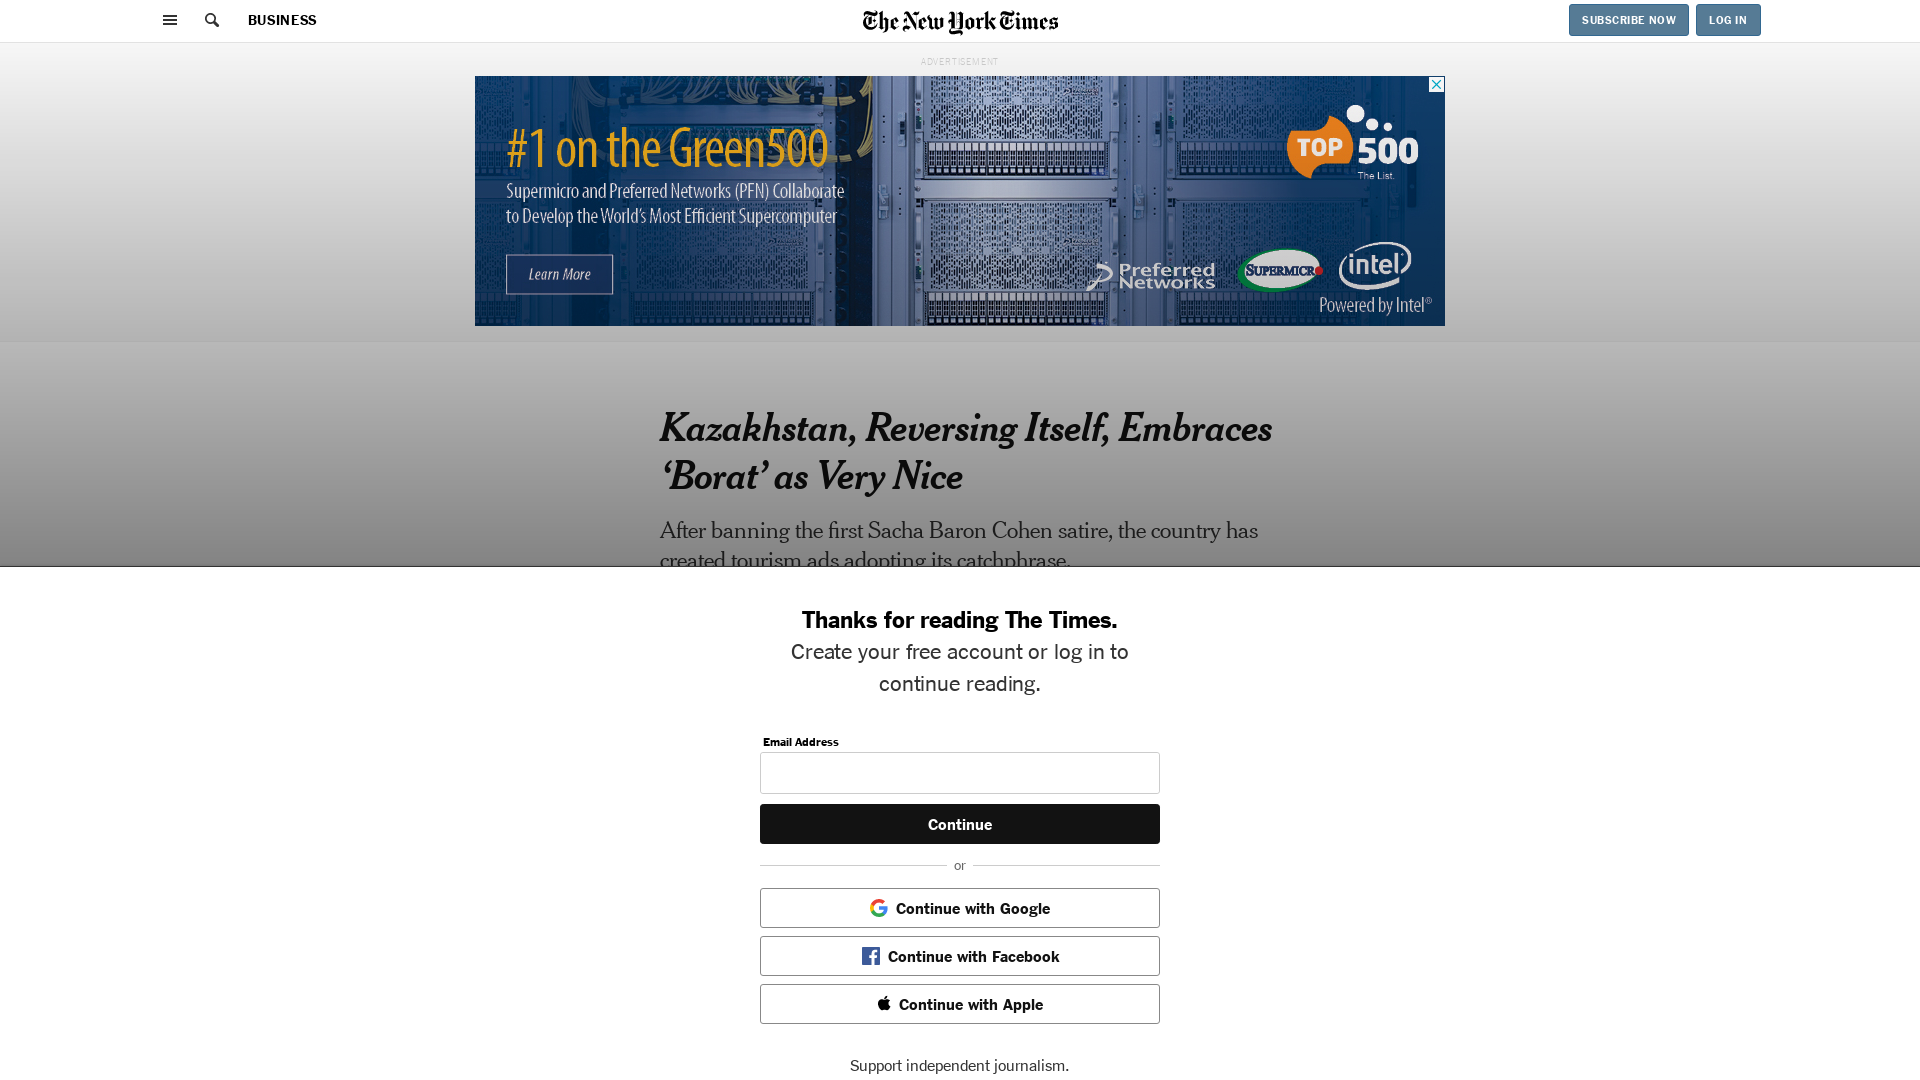 BUSINESS
The New York Times
SUBSCRIBE NOW
LOG IN
ADVERTISEMENT
#1 on the Green500
Supermicro and Preferred Networks (PFN) Collaborate
to Develop the World's Most Efficient Supercomputer
Learn More
TOP 500
The List.
Preferred
Networks
SUPERMICR
intel
Powered by Intel®
Kazakhstan, Reversing Itself, Embraces
‘Borat’ as Very Nice
After banning the first Sacha Baron Cohen satire, the country has
created tourism ads adopting its catchphrase.
Thanks for reading The Times.
Create your free account or log in to
continue reading.
Email Address
Continue
or
Continue with Google
Continue with Facebook
Continue with Apple
Support independent journalism.